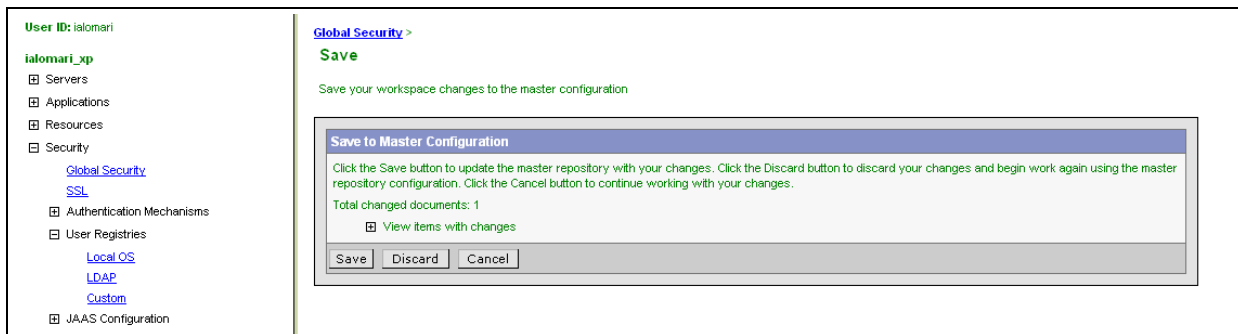 User ID: ialomari
ialomari_xp
Servers
Applications
Resources
Security
Global Security
SSL
Authentication Mechanisms
User Registries
Local OS
LDAP
Custom
JAAS Configuration
Global Security >
Save
Save your workspace changes to the master configuration
Save to Master Configuration
Click the Save button to update the master repository with your changes. Click the Discard button to discard your changes and begin work again using the master
repository configuration. Click the Cancel button to continue working with your changes.
Total changed documents: 1
View items with changes
Save Discard Cancel